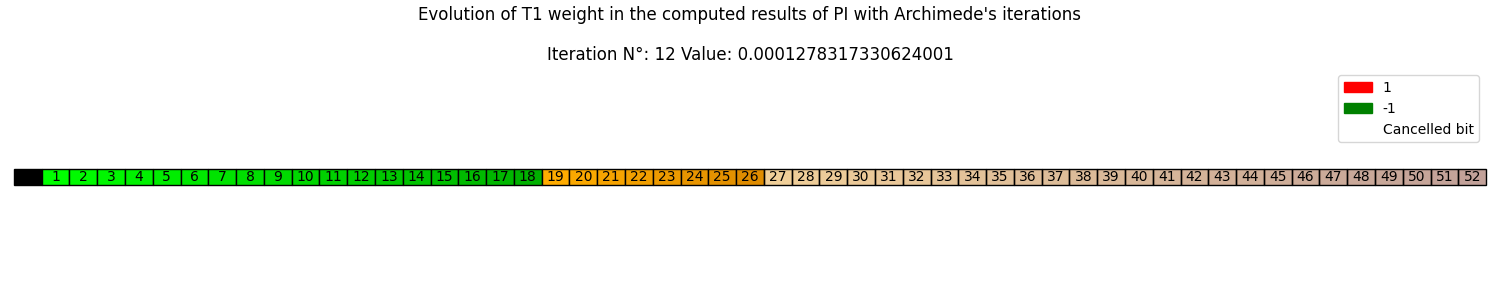 Evolution of T1 weight in the computed results of PI with Archimede's iterations
Iteration N°: 12 Value: 0.0001278317330624001
1
-1
Cancelled bit
1 2 3 4 5 6 7 8 9 10 11 12 13 14 15 16 17 18 19 20 21 22 23 24 25 26 27 28 29 30 31 32 33 34 35 36 37 38 39 40 41 42 43 44 45 46 47 48 49 50 51 52